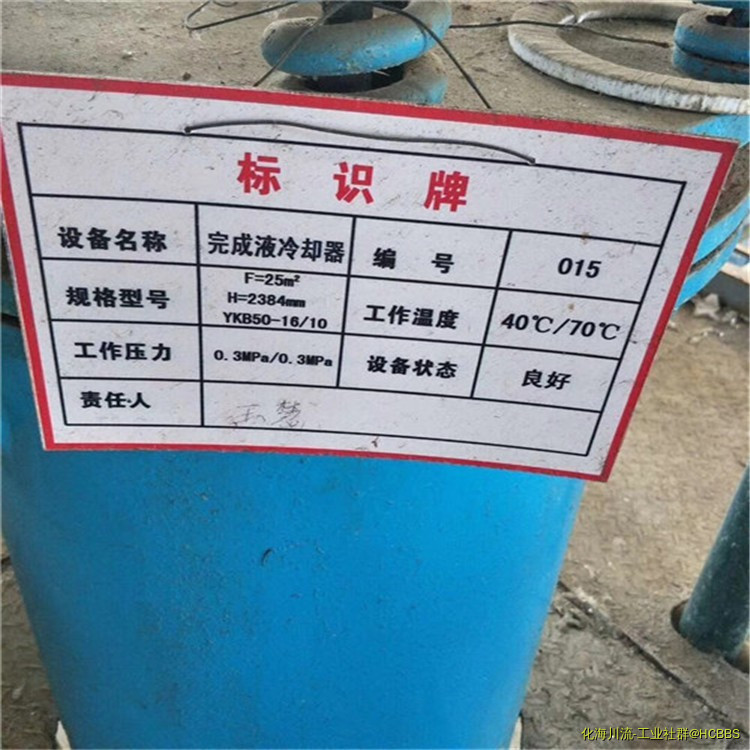 标识牌
设备名称 完成液冷却器 编号 015
规格型号 F=25m² H=2384mm YKB50-16/10 工作温度 40℃/70℃
工作压力 0.3MPa/0.3MPa 设备状态 良好
责任人
化海川流-工业社群@HCBBS